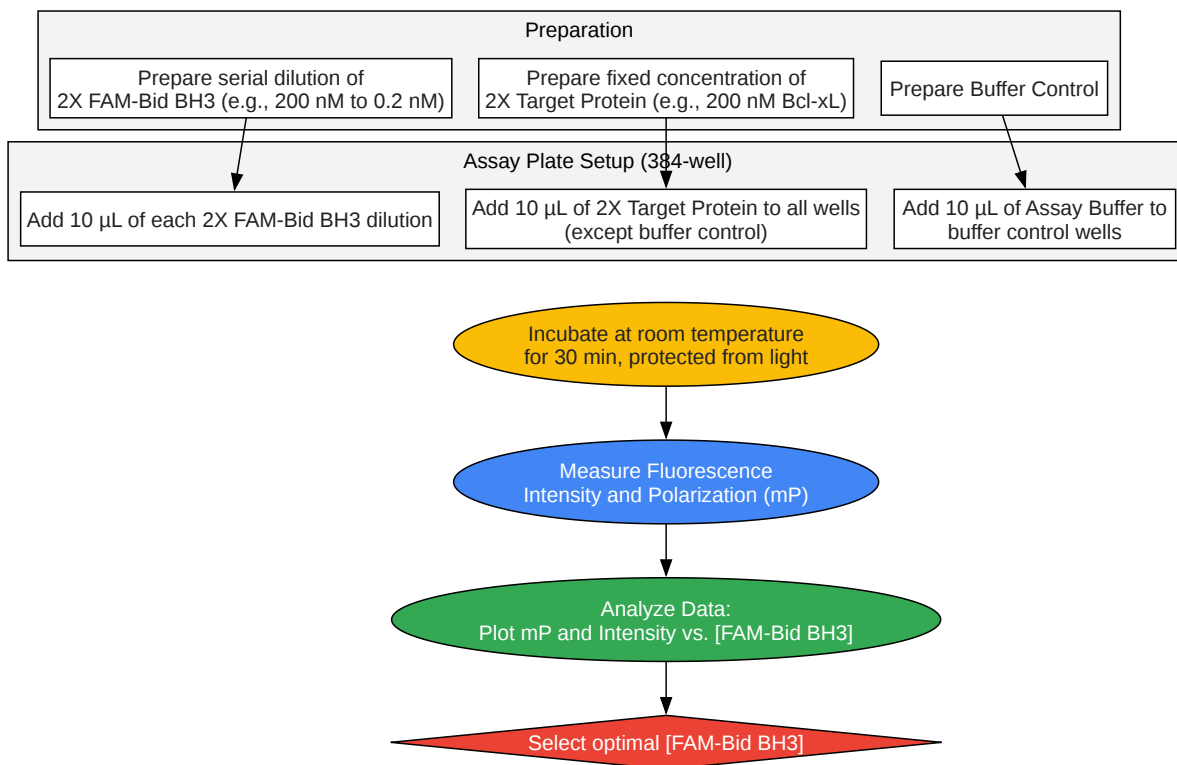 Preparation
Prepare serial dilution of
2X FAM-Bid BH3 (e.g., 200 nM to 0.2 nM)
Prepare fixed concentration of
2X Target Protein (e.g., 200 nM Bcl-xL)
Prepare Buffer Control
Assay Plate Setup (384-well)
Add 10 µL of each 2X FAM-Bid BH3 dilution
Add 10 µL of 2X Target Protein to all wells
(except buffer control)
Add 10 µL of Assay Buffer to
buffer control wells
Incubate at room temperature
for 30 min, protected from light
Measure Fluorescence
Intensity and Polarization (mP)
Analyze Data:
Plot mP and Intensity vs. [FAM-Bid BH3]
Select optimal [FAM-Bid BH3]